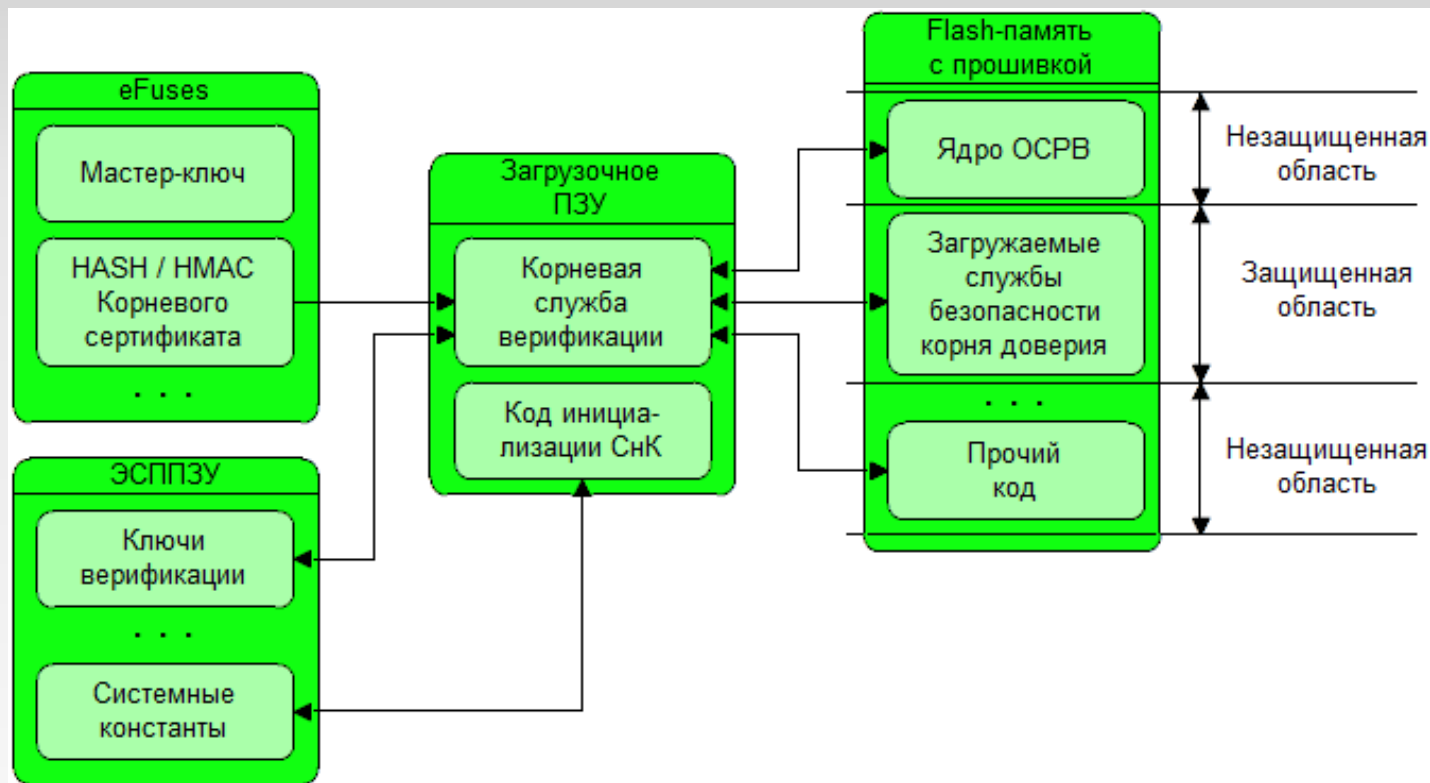 eFuses
Мастер-ключ
HASH / HMAC
Корневого
сертификата
. . .
ЭСППЗУ
Ключи
верификации
. . .
Системные
константы
Загрузочное
ПЗУ
Корневая
служба
верификации
Код инициа-
лизации СнК
Flash-память
с прошивкой
Ядро ОСРВ
Загружаемые
службы
безопасности
корня доверия
. . .
Прочий
код
Незащищенная
область
Защищенная
область
Незащищенная
область